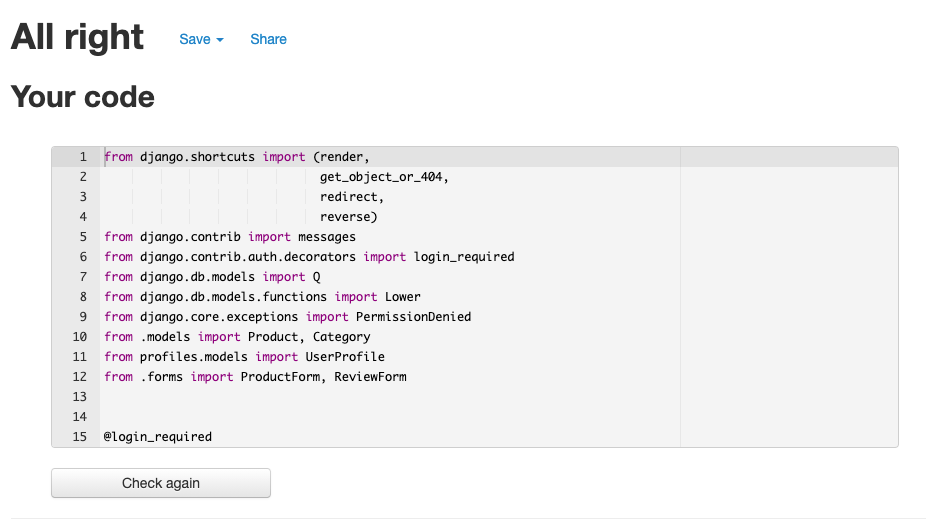 All right Save Share
Your code
1 from django.shortcuts import (render,
2 get_object_or_404,
3 redirect,
4 reverse)
5 from django.contrib import messages
6 from django.contrib.auth.decorators import login_required
7 from django.db.models import Q
8 from django.db.models.functions import Lower
9 from django.core.exceptions import PermissionDenied
10 from .models import Product, Category
11 from profiles.models import UserProfile
12 from .forms import ProductForm, ReviewForm
13
14
15 @login_required
Check again